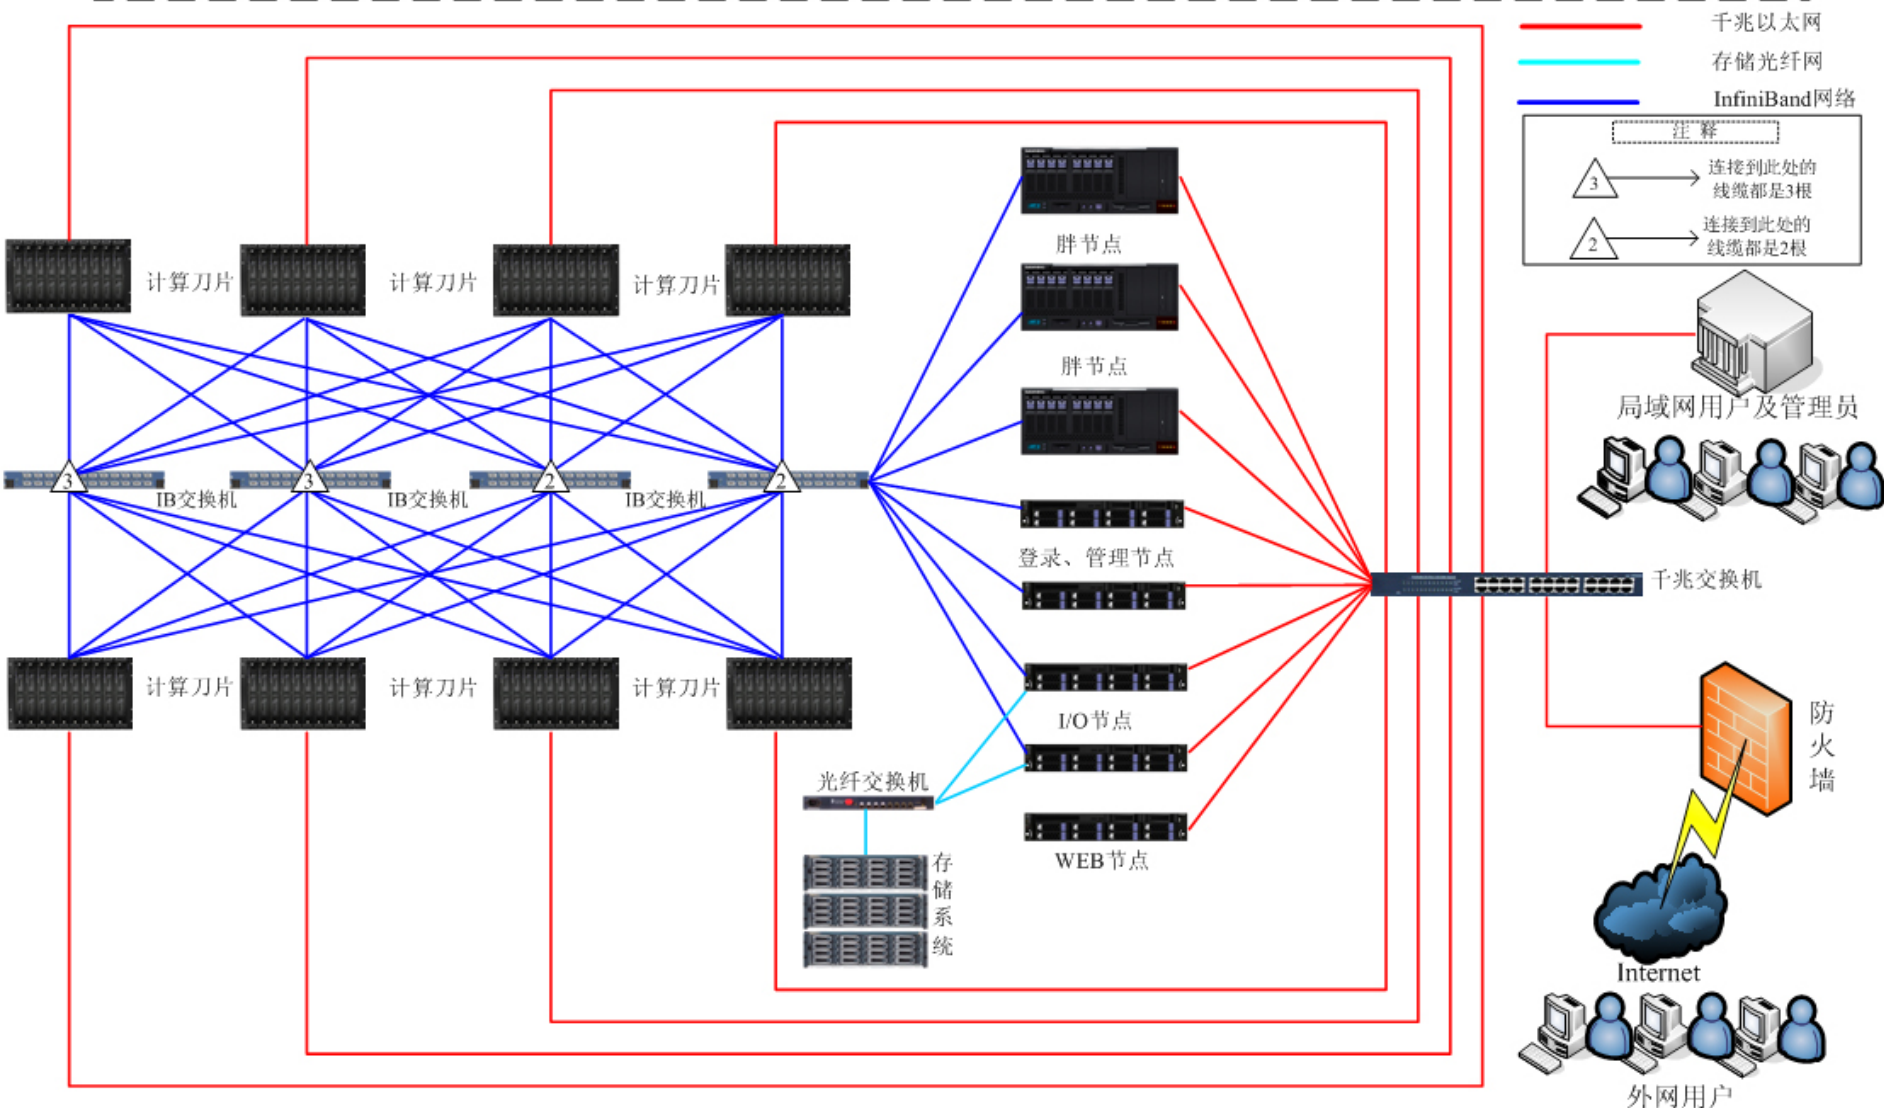 千兆以太网
存储光纤网
InfiniBand网络
注 释
3
连接到此处的
线缆都是3根
2
连接到此处的
线缆都是2根
计算刀片
计算刀片
计算刀片
胖节点
胖节点
局域网用户及管理员
3
3
2
2
IB交换机
IB交换机
IB交换机
登录、管理节点
千兆交换机
计算刀片
计算刀片
计算刀片
I/O节点
防
火
墙
光纤交换机
WEB节点
存
储
系
统
Internet
外网用户